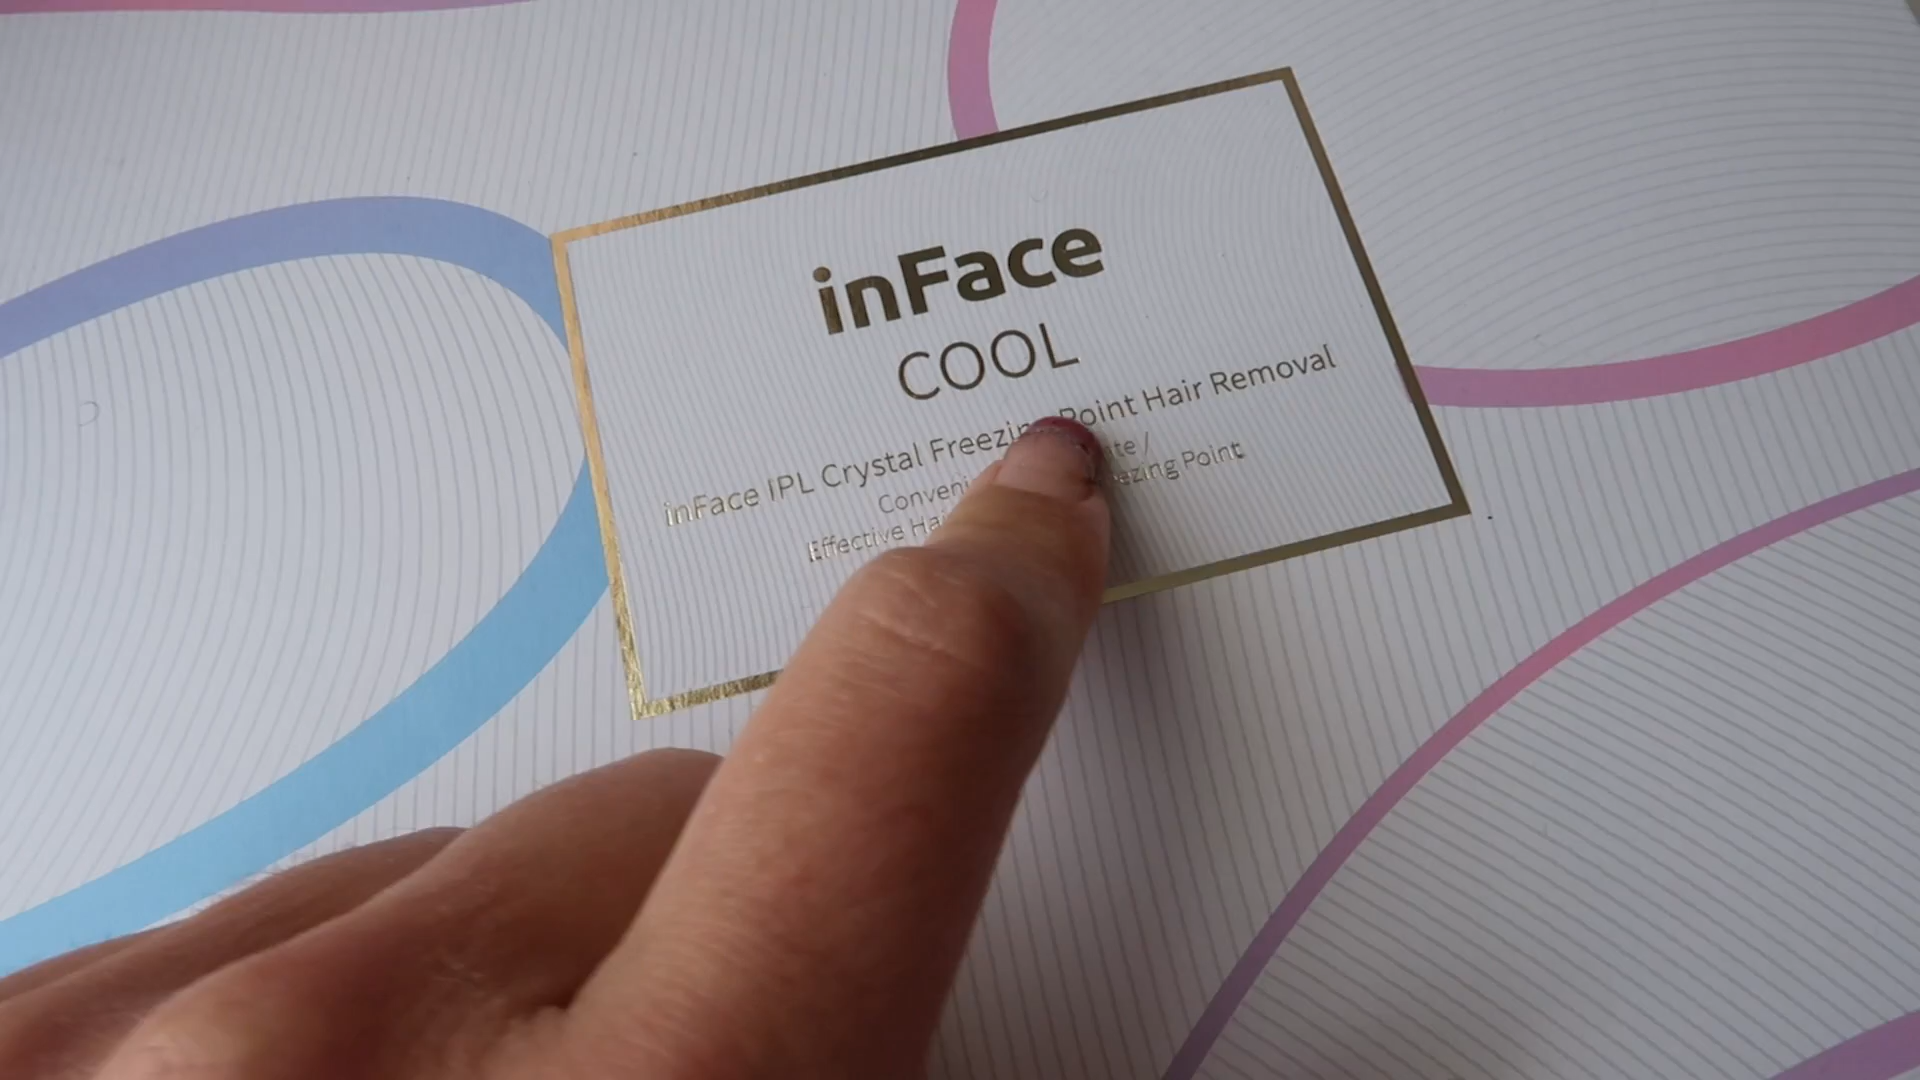 inFace
COOL
inFace IPL Crystal Freezing Point Hair Removal
/
Effective Point